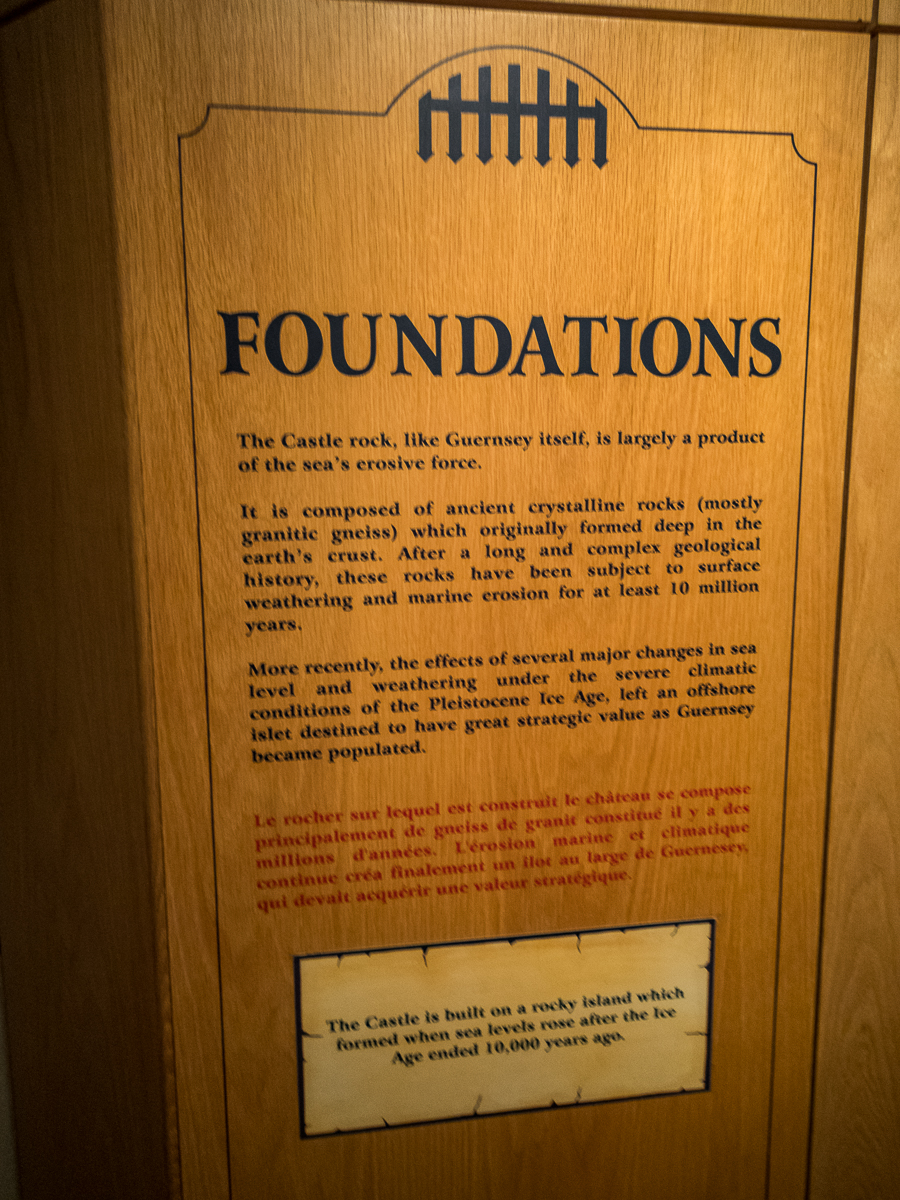 FOUNDATIONS
The Castle rock, like Guernsey itself, is largely a product
of the sea's erosive force.
It is composed of ancient crystalline rocks (mostly
granitic gneiss) which originally formed deep in the
earth's crust. After a long and complex geological
history, these rocks have been subject to surface
weathering and marine erosion for at least 10 million
years.
More recently, the effects of several major changes in sea
level and weathering under the severe climatic
conditions of the Pleistocene Ice Age, left an offshore
islet destined to have great strategic value as Guernsey
became populated.
Le rocher sur lequel est construit le château se compose
principalement de gneiss de granit constitué il y a des
millions d'années. L'érosion marine et climatique
continue créa finalement un ilot au large de Guernesey,
qui devait acquérir une valeur stratégique.
The Castle is built on a rocky island which
formed when sea levels rose after the Ice
Age ended 10,000 years ago.